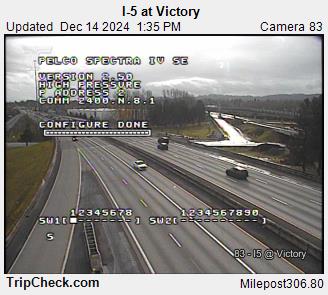 I-5 at Victory
Updated Dec 14 2024 1:35 PM Camera 83
PELCO SPECTRA IV SE
VERSION 2.50
HIGH PRESSURE
P ADDRESS 2
COMM 2400.N.8.1
CONFIGURE DONE
12345678 1234567890
SW1[ ] SW2[ ]
S
83 - I5 @ Victory
TripCheck.com Milepost306.80